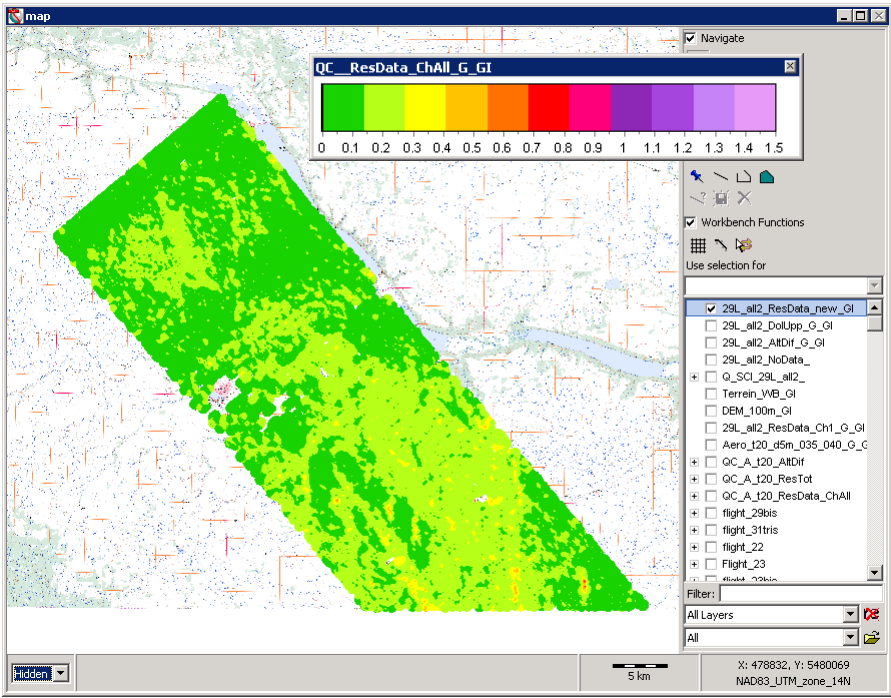 map
Navigate
QC__ResData_ChAll_G_GI
0 0.1 0.2 0.3 0.4 0.5 0.6 0.7 0.8 0.9 1 1.1 1.2 1.3 1.4 1.5
Workbench Functions
Use selection for
29L_all2_ResData_new_GI
29L_all2_DolUpp_G_GI
29L_all2_AltDif_G_GI
29L_all2_NoData_
Q_SCI_29L_all2_
Terrein_WB_GI
DEM_100m_GI
29L_all2_ResData_Ch1_G_GI
Aero_t20_d5m_035_040_G_G
QC_A_t20_AltDif
QC_A_t20_ResTot
QC_A_t20_ResData_ChAll
flight_29bis
flight_31tris
flight_22
Flight_23
Filter:
All Layers
All
Hidden
5 km
X: 478832, Y: 5480069
NAD83_UTM_zone_14N